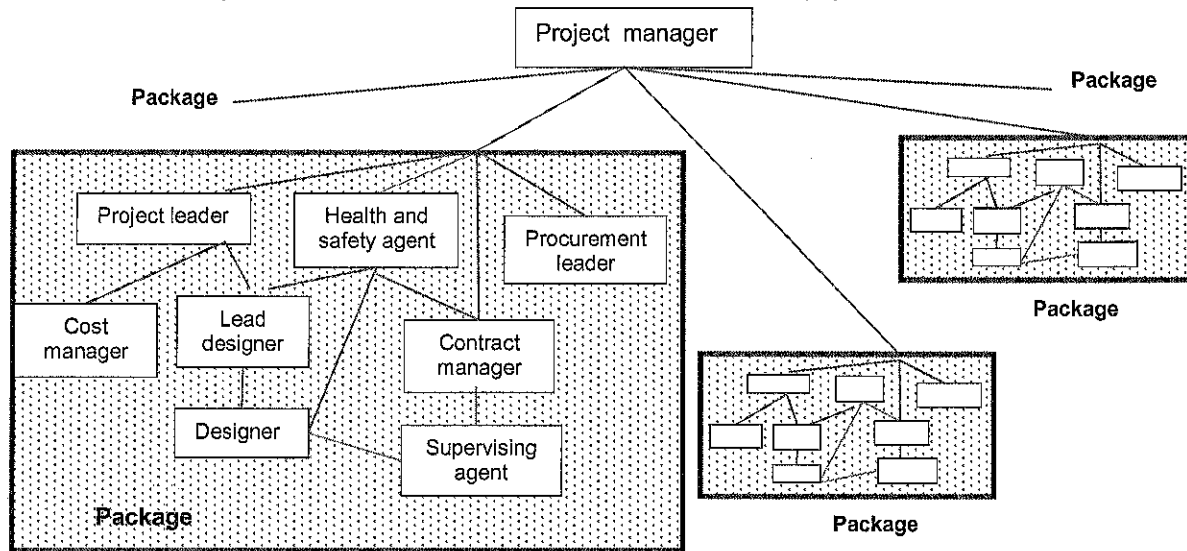 Project manager
Package
Package
Project leader
Health and
safety agent
Procurement
leader
Cost
manager
Lead
designer
Contract
manager
Designer
Supervising
agent
Package
Package
Package